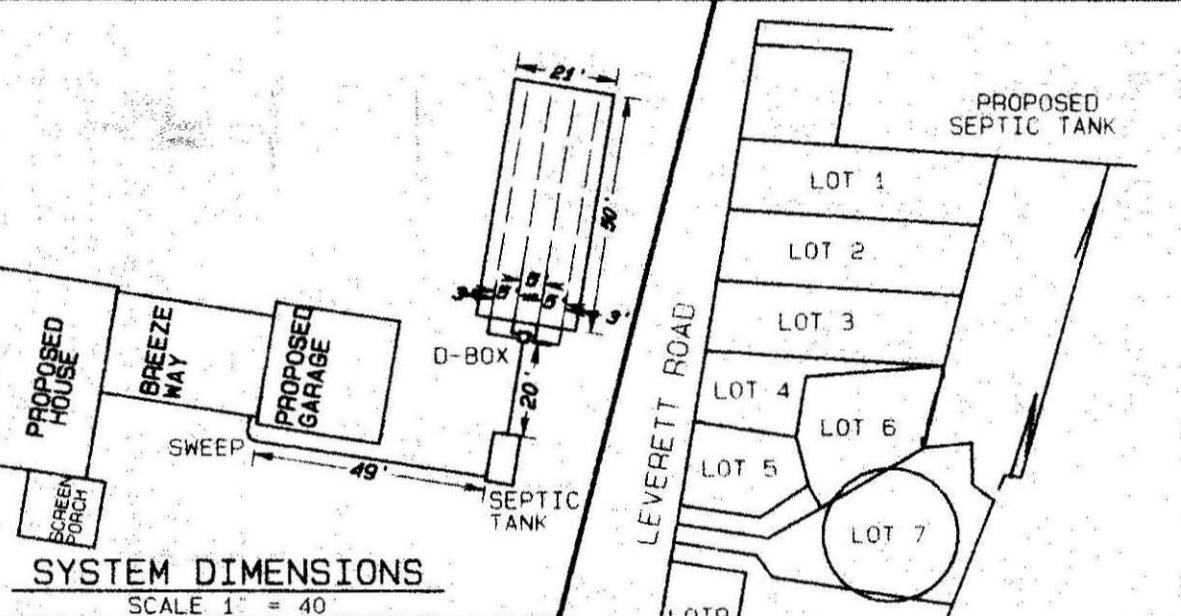 21'
50'
3'
5'
5'
5'
3'
D-BOX
20'
PROPOSED
HOUSE
BREEZE
WAY
PROPOSED
GARAGE
SWEEP
49'
SEPTIC
TANK
SCREEN
PORCH
SYSTEM DIMENSIONS
SCALE 1" = 40
PROPOSED
SEPTIC TANK
LEVERETT ROAD
LOT 1
LOT 2
LOT 3
LOT 4
LOT 5
LOT 6
LOT 7